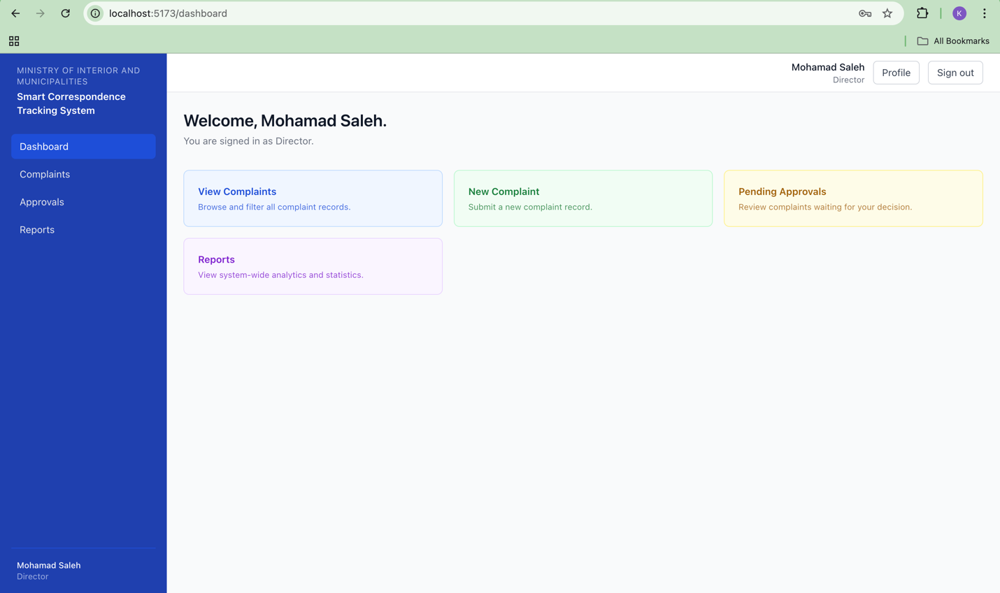 localhost:5173/dashboard
K
All Bookmarks
MINISTRY OF INTERIOR AND
MUNICIPALITIES
Smart Correspondence
Tracking System
Dashboard
Complaints
Approvals
Reports
Mohamad Saleh
Director
Mohamad Saleh
Director
Profile
Sign out
Welcome, Mohamad Saleh.
You are signed in as Director.
View Complaints
Browse and filter all complaint records.
New Complaint
Submit a new complaint record.
Pending Approvals
Review complaints waiting for your decision.
Reports
View system-wide analytics and statistics.